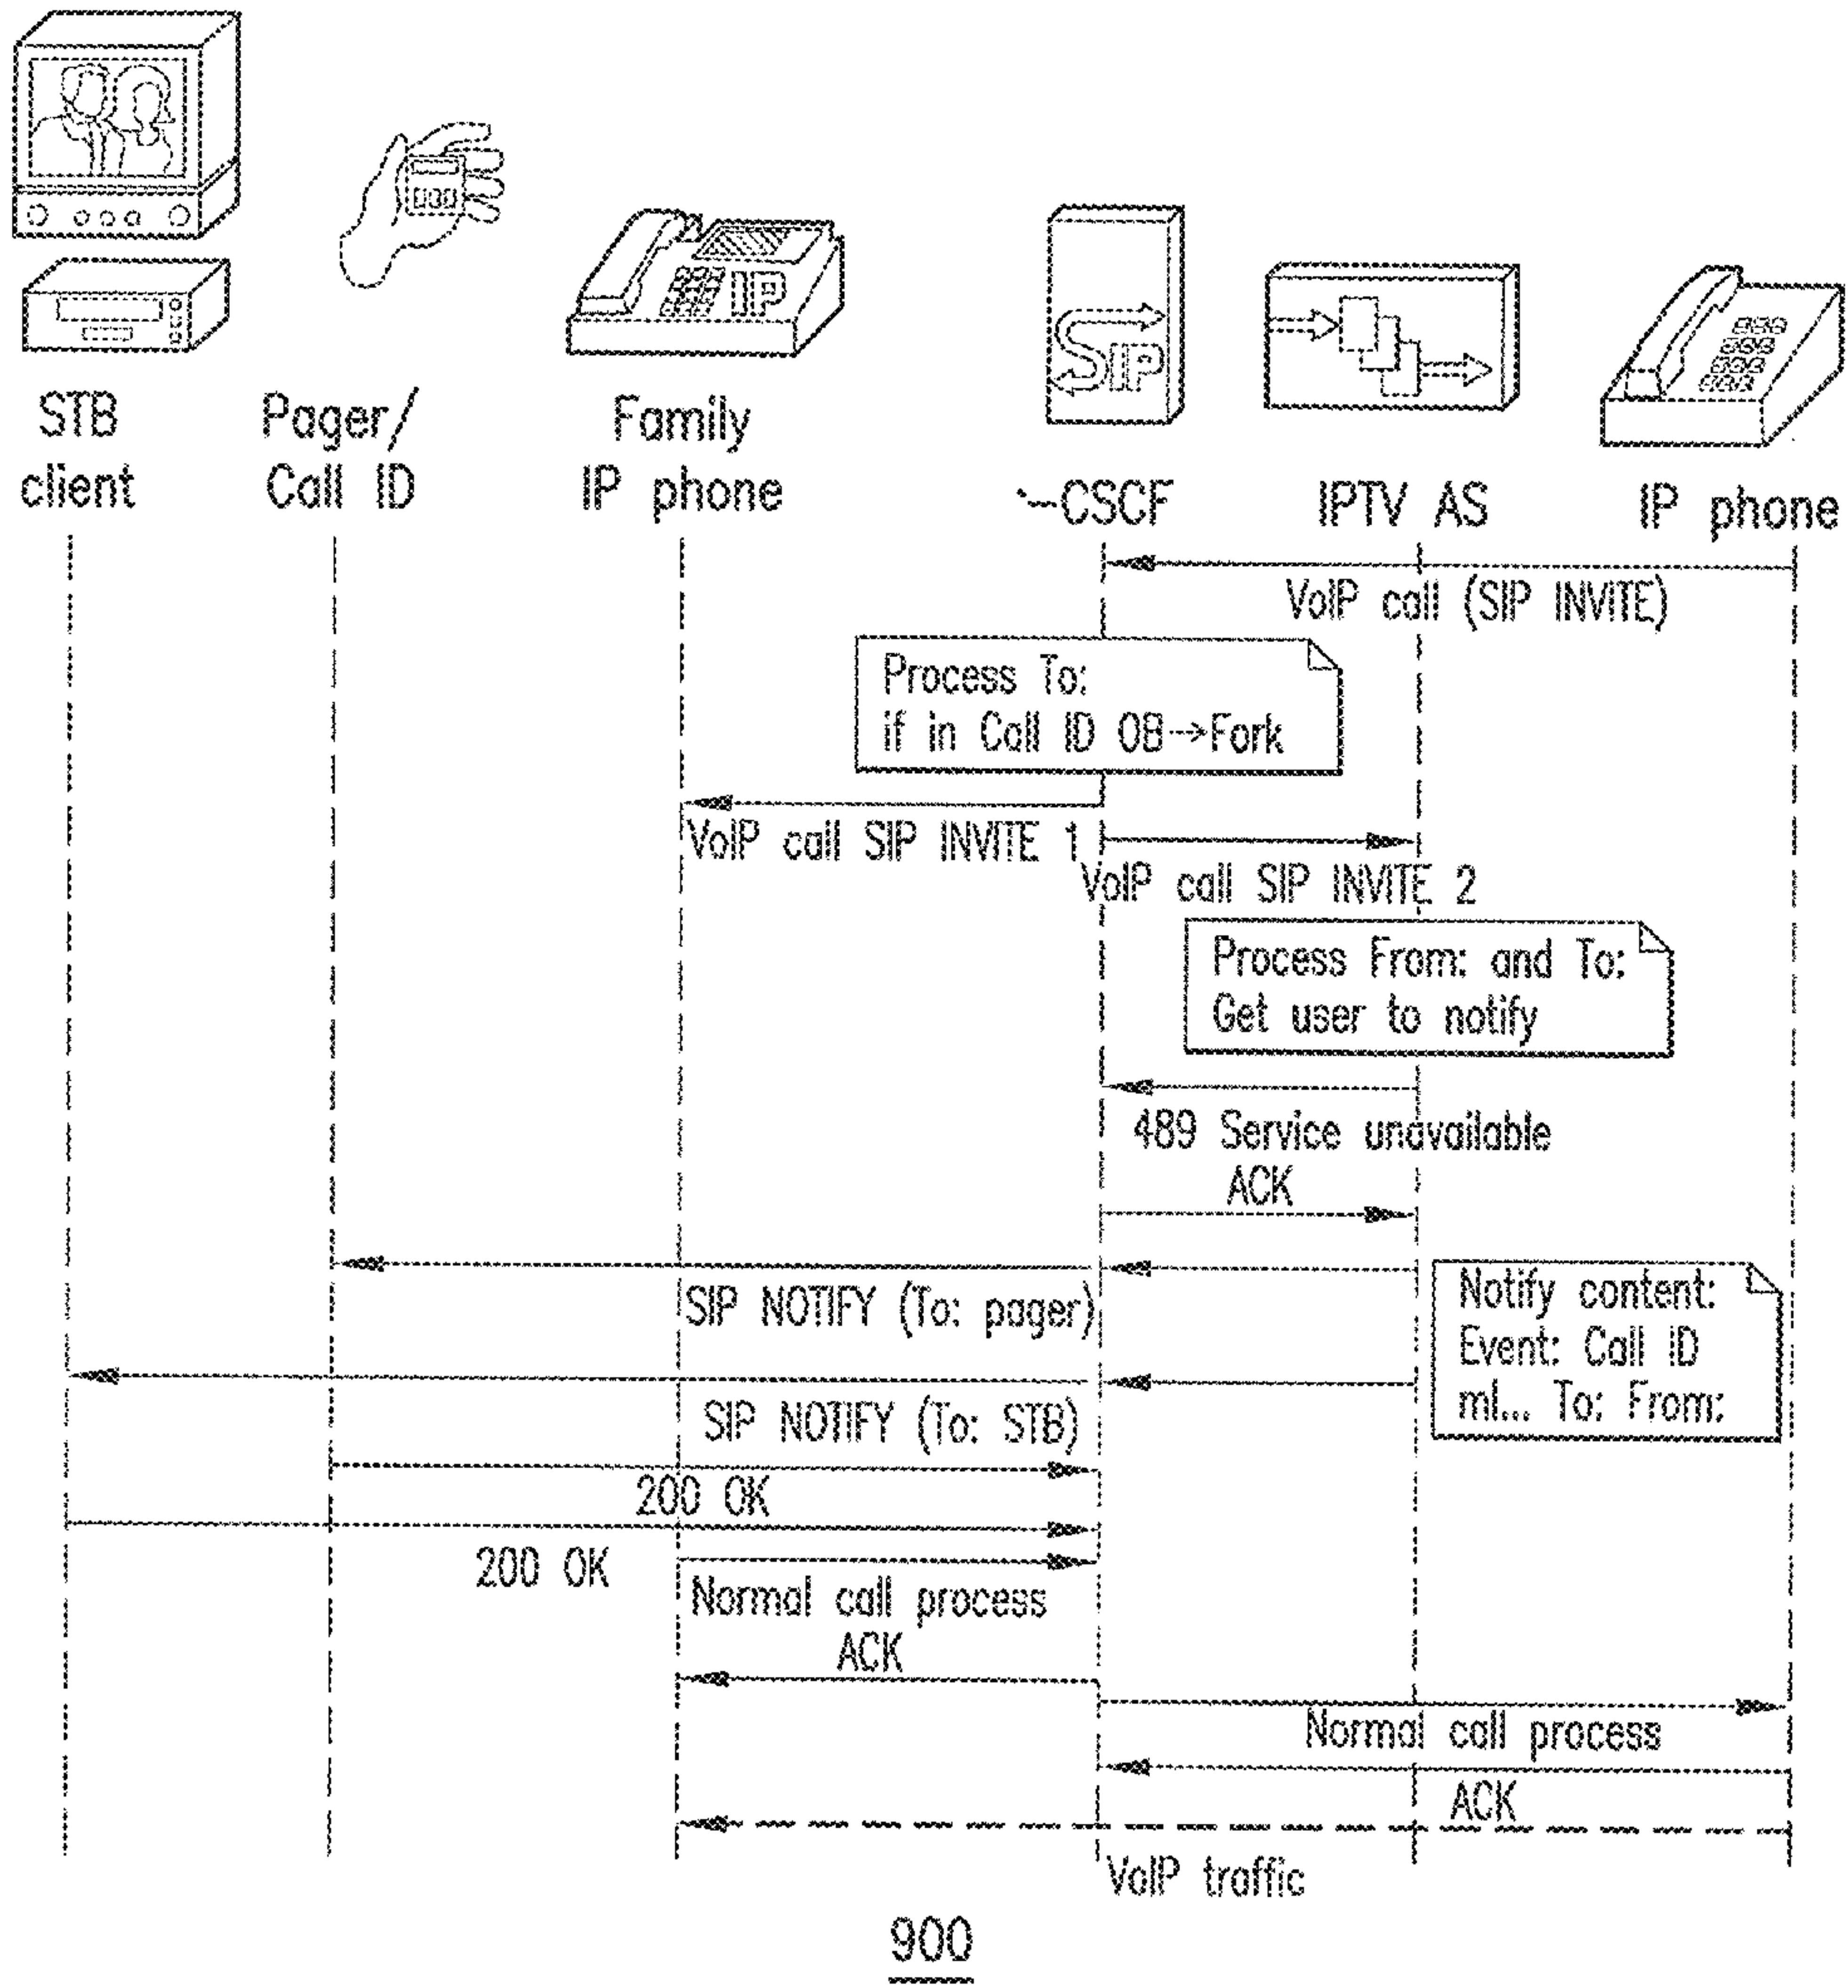 IP
SIP
STB
client
Pager/
Call ID
Family
IP phone
~CSCF
IPTV AS
IP phone
VoIP call (SIP INVITE)
Process To:
if in Call ID OB→Fork
VoIP call SIP INVITE 1
VoIP call SIP INVITE 2
Process From: and To:
Get user to notify
489 Service unavailable
ACK
SIP NOTIFY (To: pager)
Notify content:
Event: Call ID
ml... To: From:
SIP NOTIFY (To: STB)
200 OK
200 OK
Normal call process
ACK
Normal call process
ACK
VoIP traffic
900